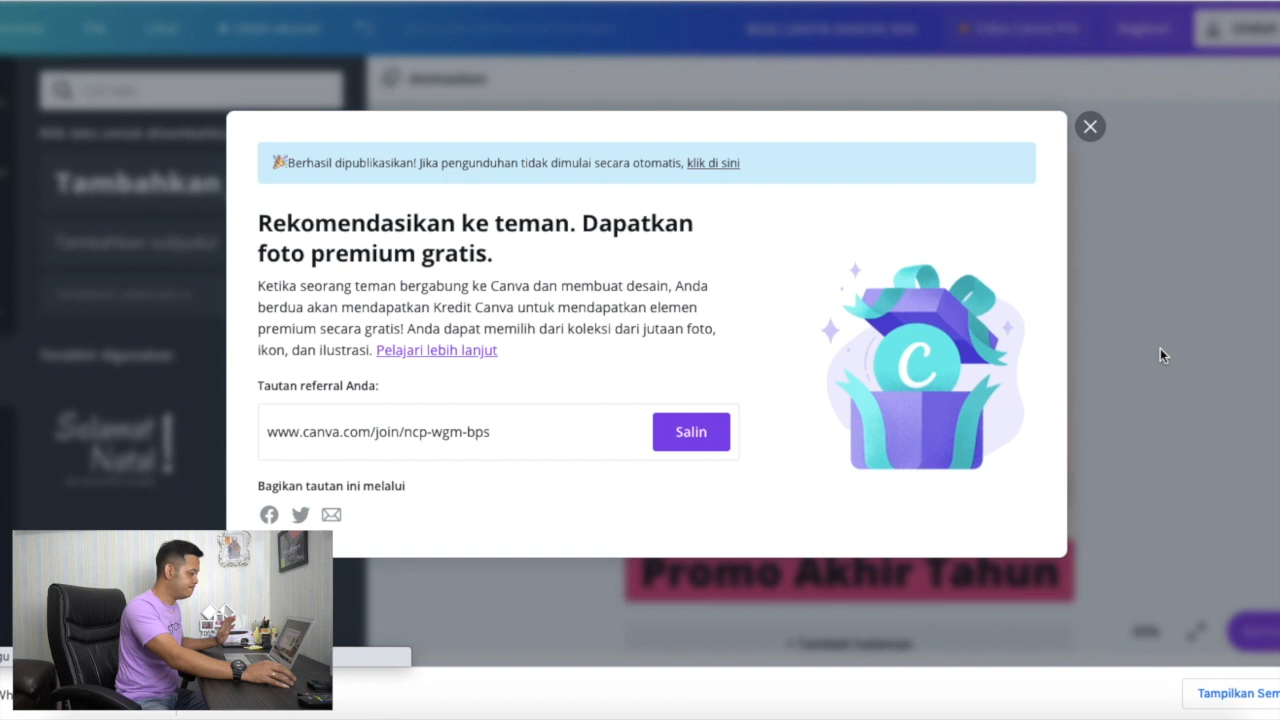 Tambahkan
Selamat
Natal !
🎉Berhasil dipublikasikan! Jika pengunduhan tidak dimulai secara otomatis, klik di sini
Rekomendasikan ke teman. Dapatkan
foto premium gratis.
Ketika seorang teman bergabung ke Canva dan membuat desain, Anda
berdua akan mendapatkan Kredit Canva untuk mendapatkan elemen
premium secara gratis! Anda dapat memilih dari koleksi dari jutaan foto,
ikon, dan ilustrasi. Pelajari lebih lanjut
Tautan referral Anda:
www.canva.com/join/ncp-wgm-bps
Salin
Bagikan tautan ini melalui
C
Promo Akhir Tahun
Tampilkan Sem